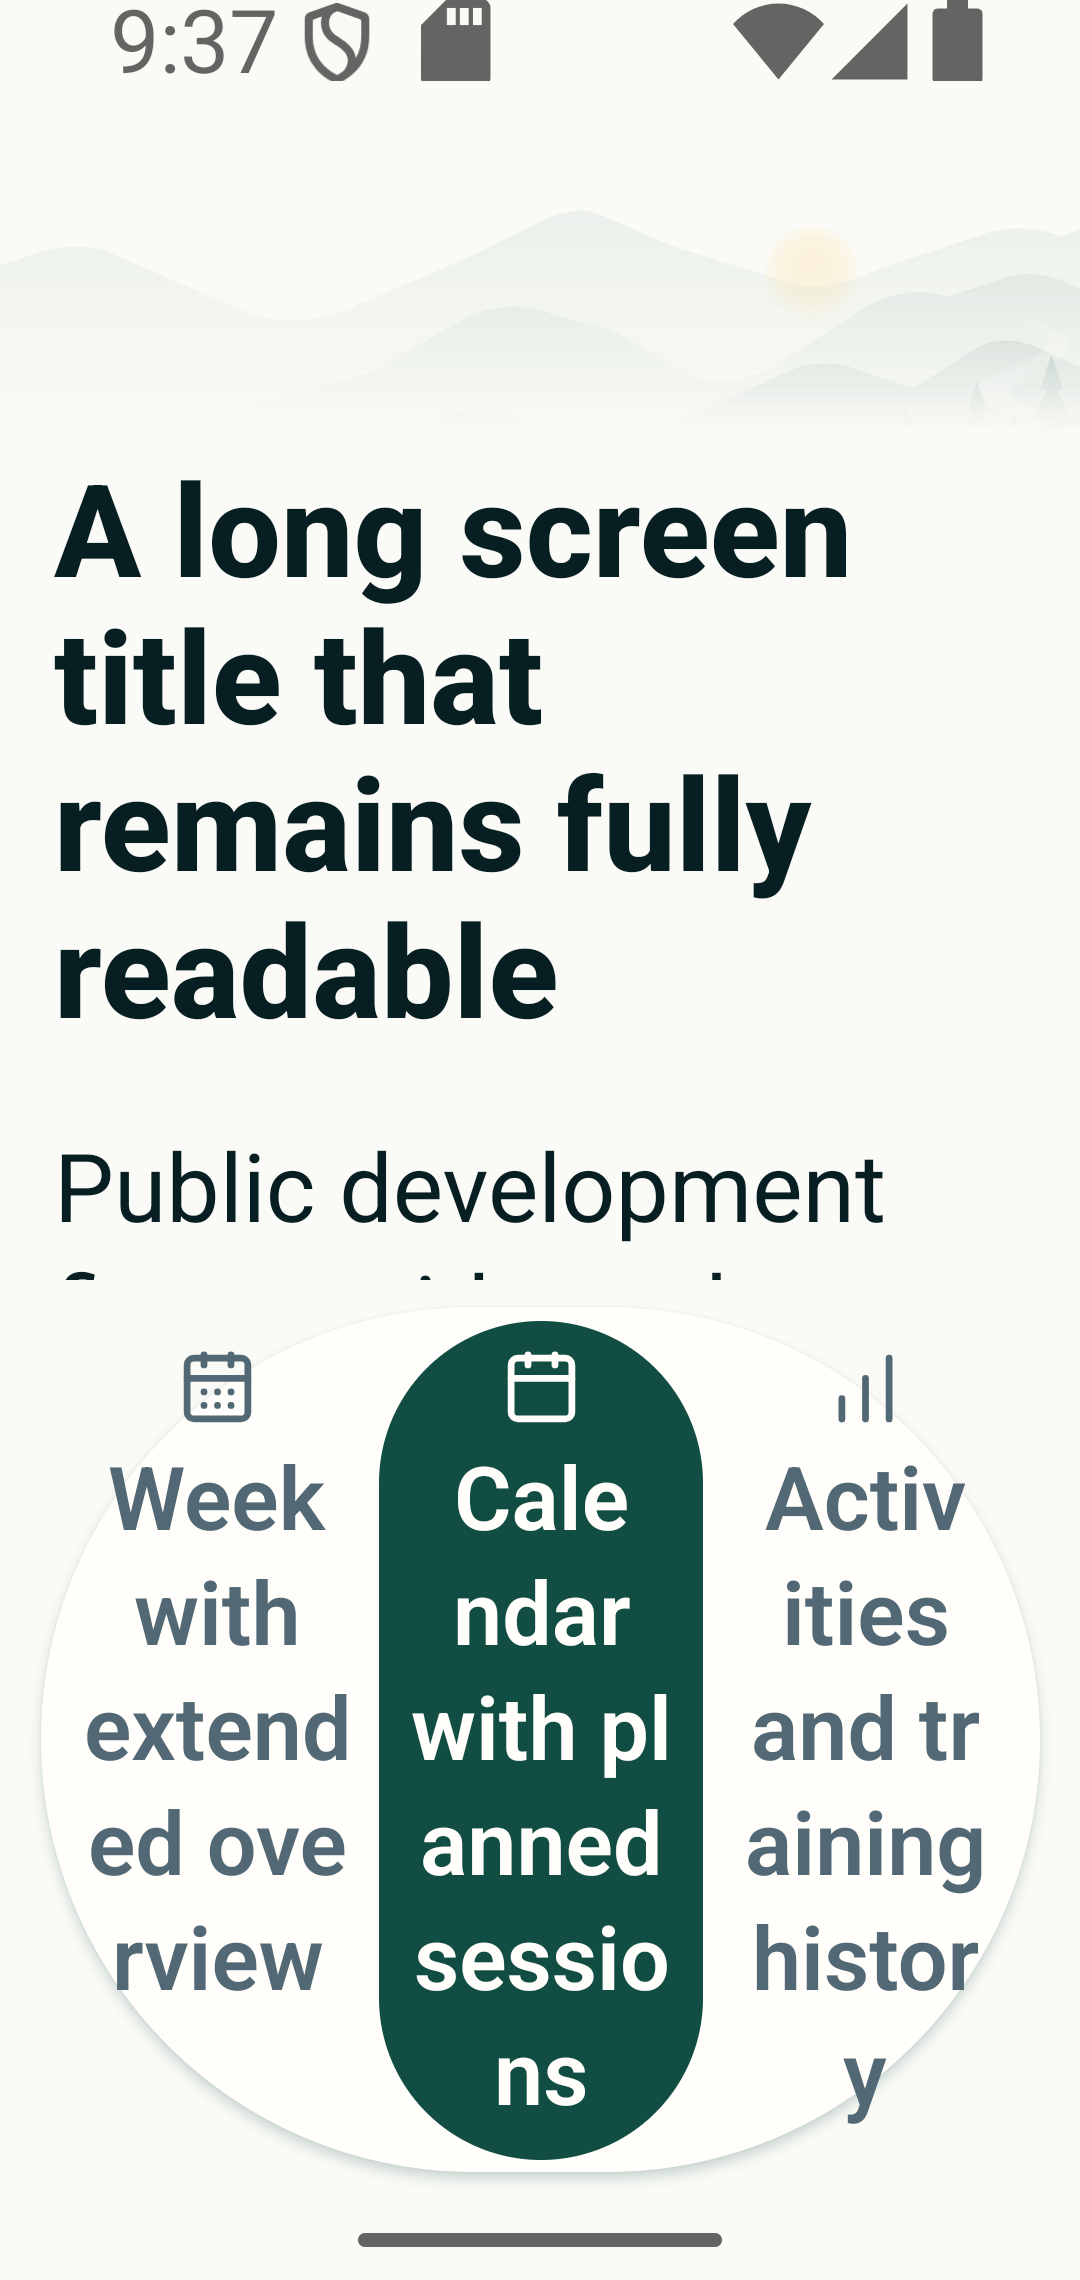 9:37
A long screen
title that
remains fully
readable
Public development
Week
with
extend
ed ove
rview
Cale
ndar
with pl
anned
sessio
ns
Activ
ities
and tr
aining
histor
y